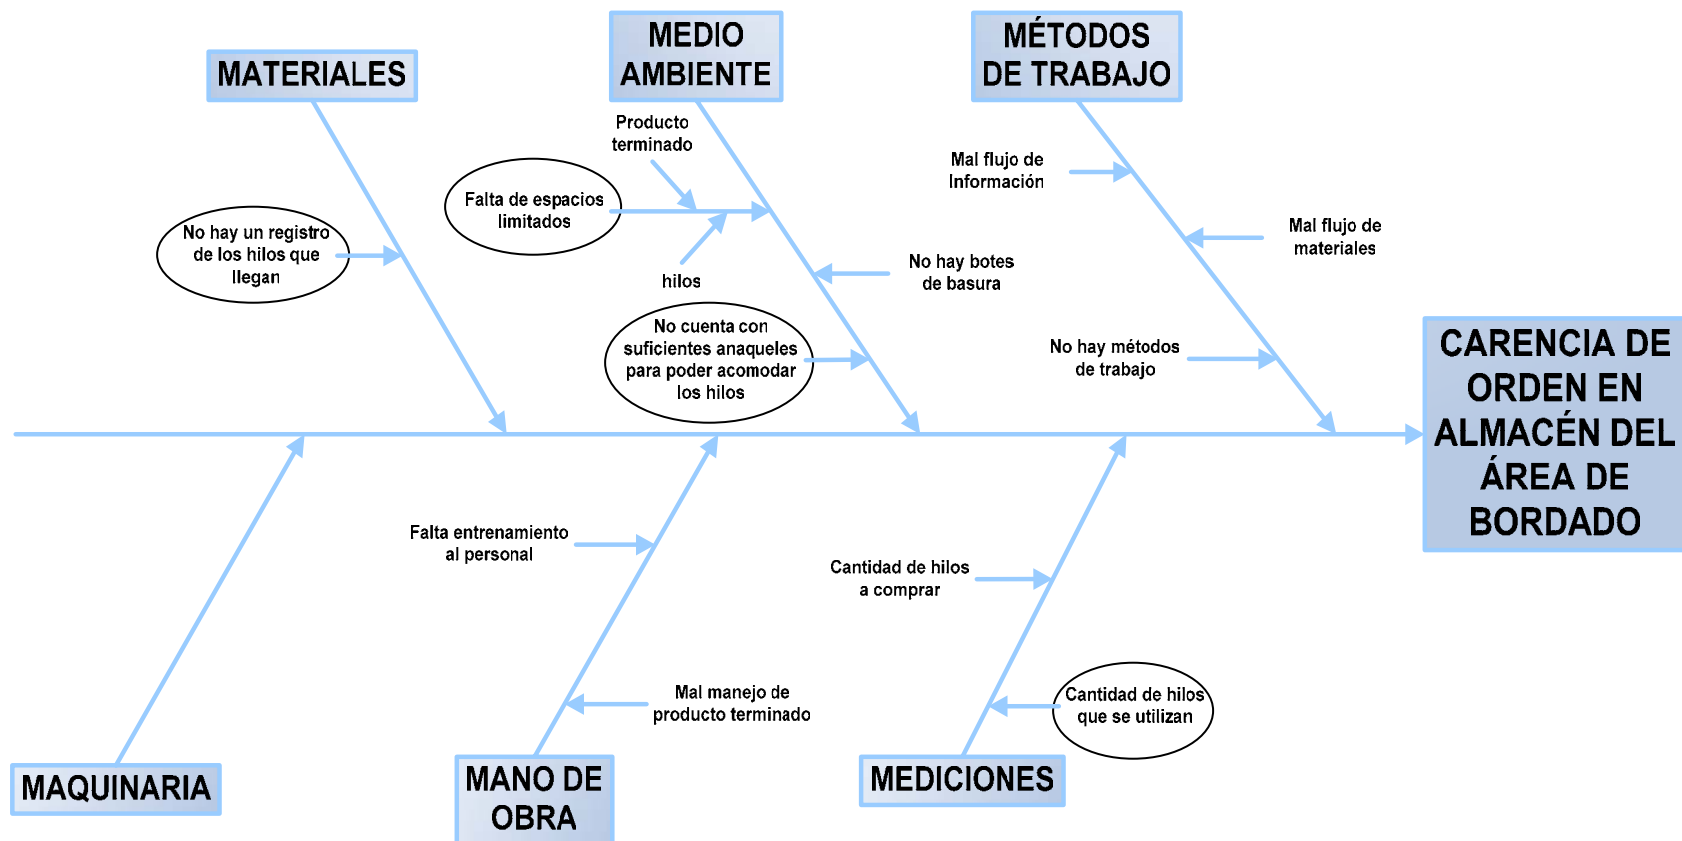 MATERIALES
MEDIO
AMBIENTE
MÉTODOS
DE TRABAJO
Producto
terminado
Falta de espacios
limitados
hilos
No hay un registro
de los hilos que
llegan
No hay botes
de basura
No cuenta con
suficientes anaqueles
para poder acomodar
los hilos
Mal flujo de
Información
Mal flujo de
materiales
No hay métodos
de trabajo
CARENCIA DE
ORDEN EN
ALMACÉN DEL
ÁREA DE
BORDADO
Falta entrenamiento
al personal
Mal manejo de
producto terminado
Cantidad de hilos
a comprar
Cantidad de hilos
que se utilizan
MAQUINARIA
MANO DE
OBRA
MEDICIONES